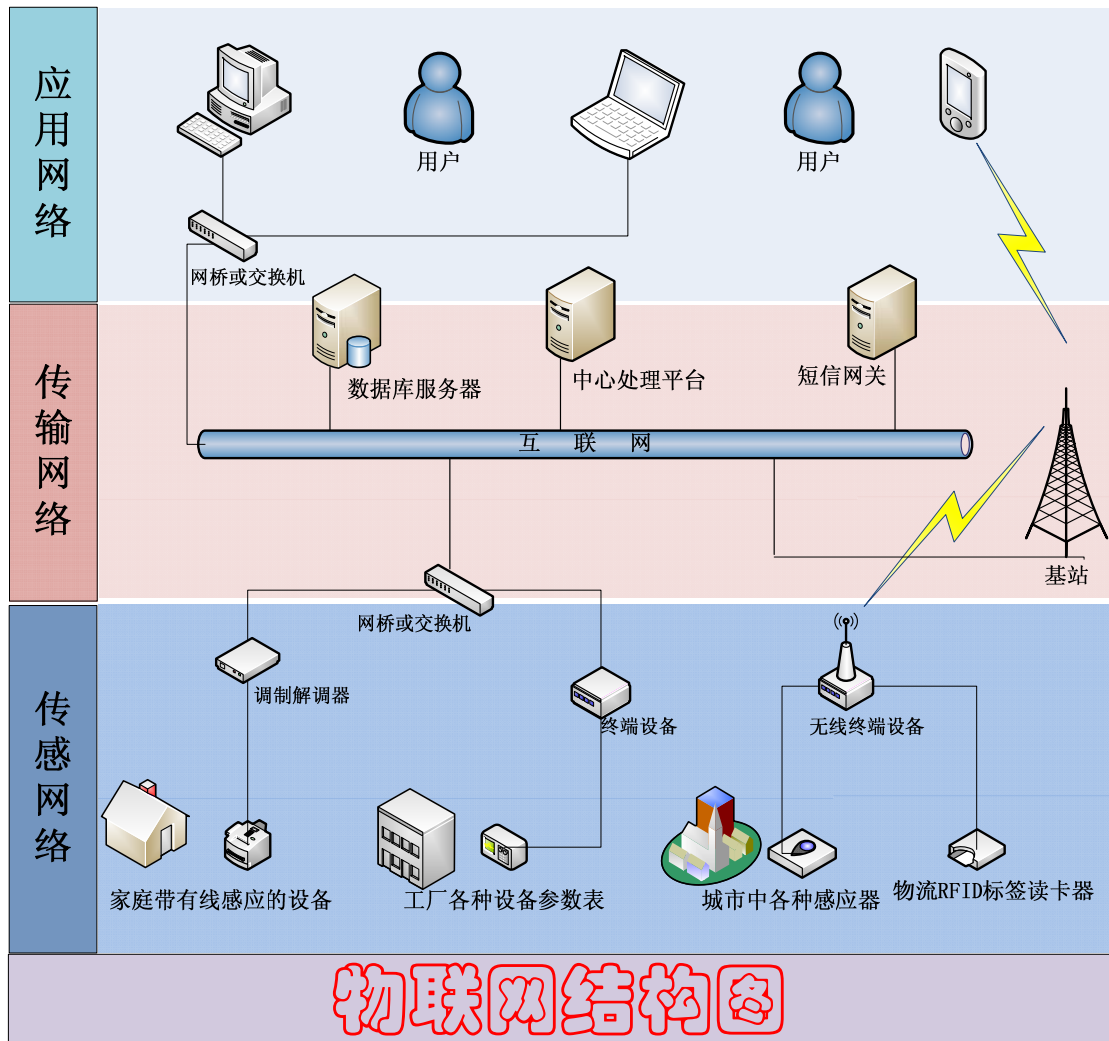 应用网络
用户
用户
网桥或交换机
传输网络
数据库服务器
中心处理平台
短信网关
互联网
基站
传感网络
网桥或交换机
调制解调器
终端设备
无线终端设备
家庭带有线感应的设备
工厂各种设备参数表
城市中各种感应器
物流RFID标签读卡器
物联网结构图